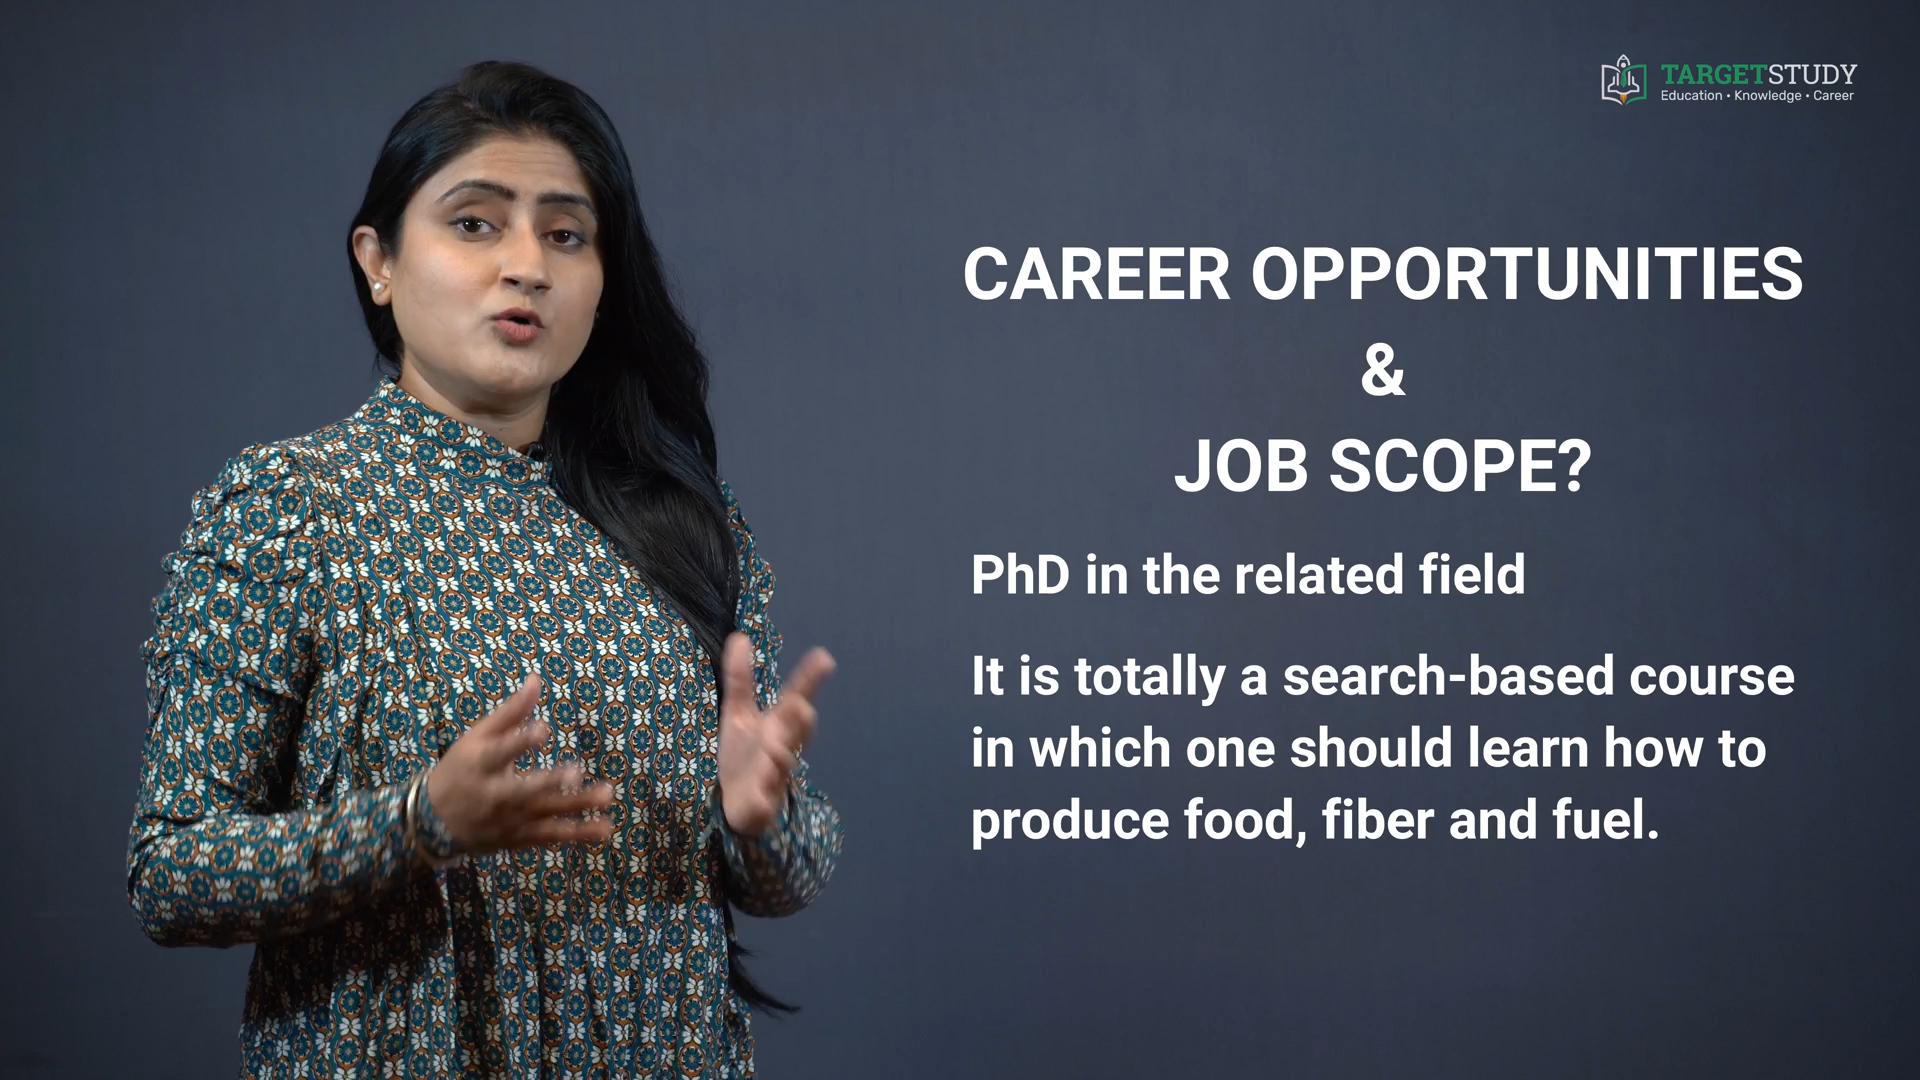 TARGETSTUDY
Education • Knowledge • Career
CAREER OPPORTUNITIES
&
JOB SCOPE?
PhD in the related field
It is totally a search-based course
in which one should learn how to
produce food, fiber and fuel.